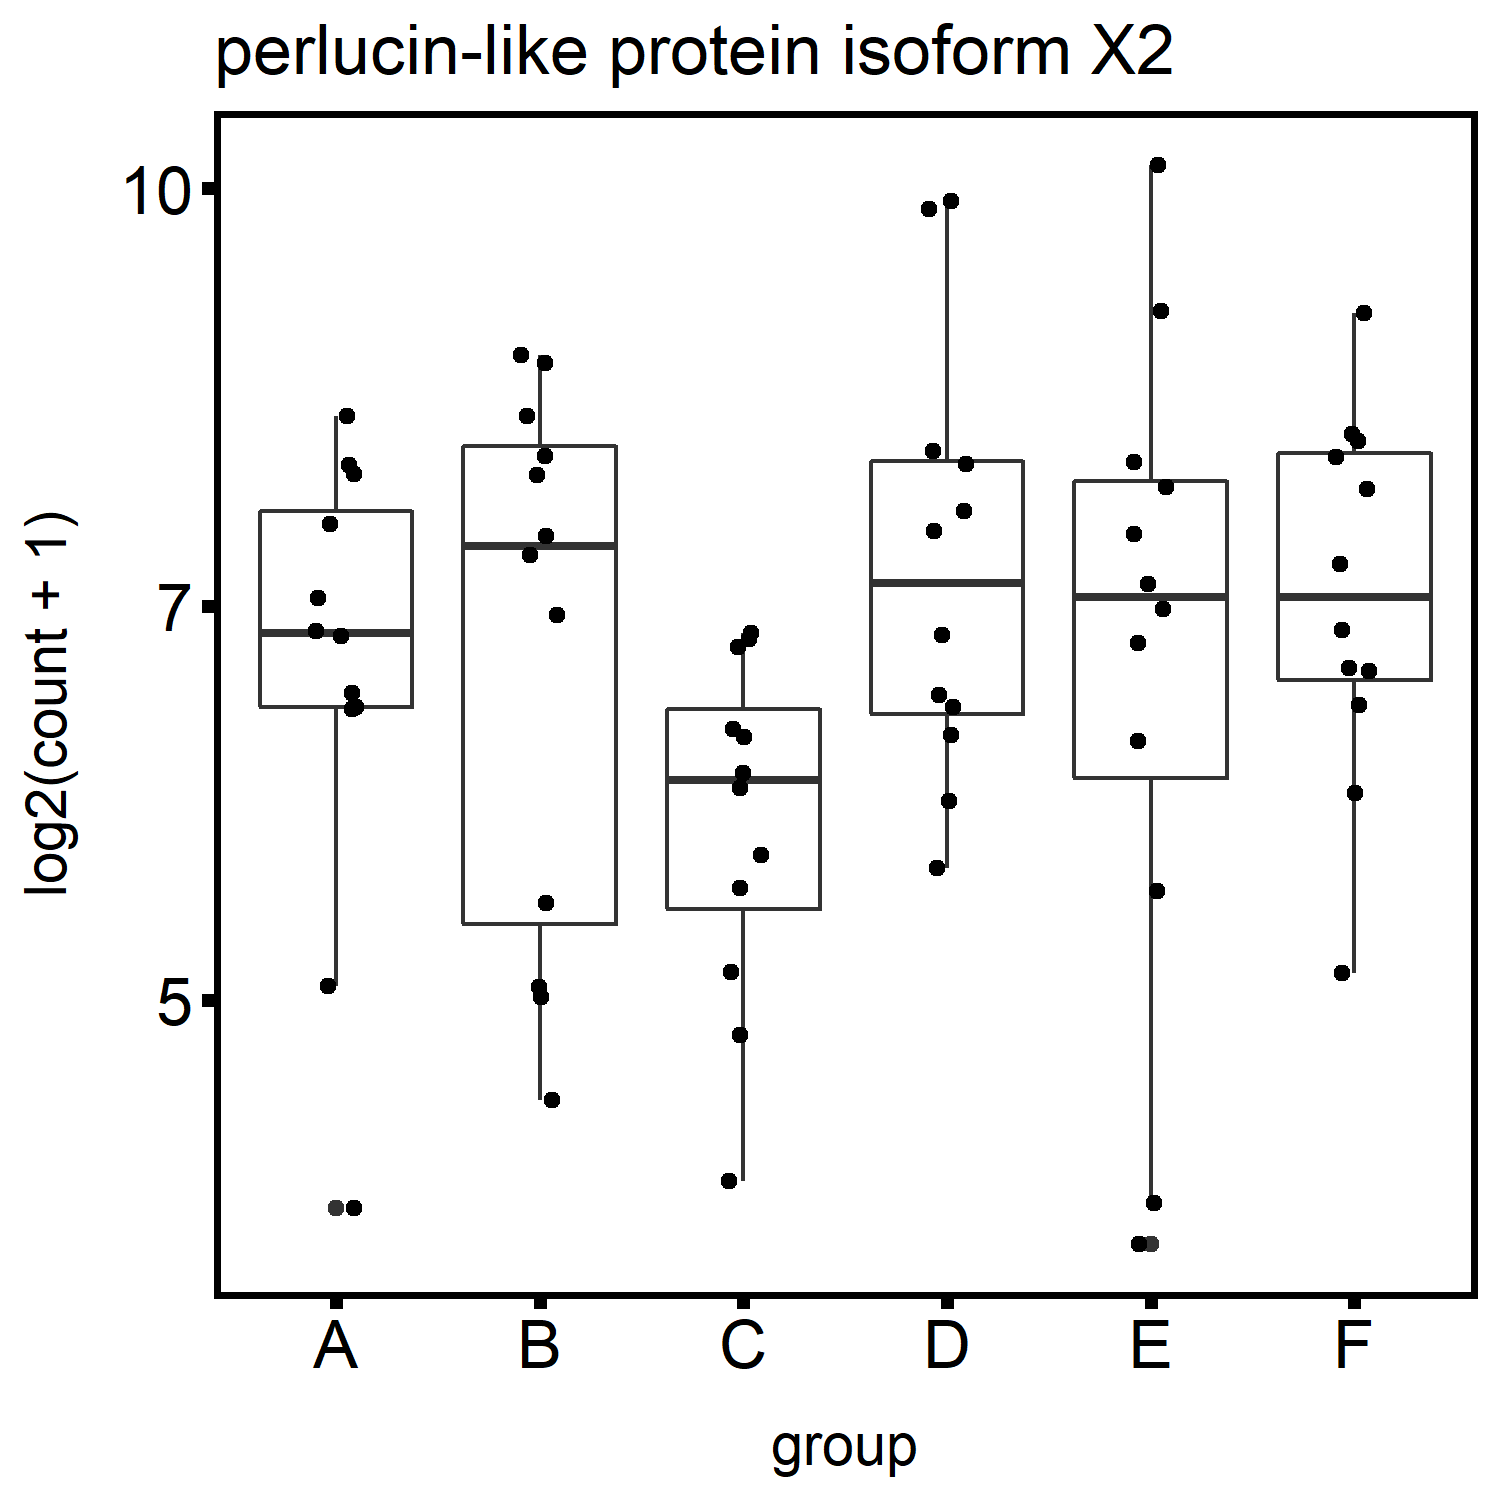 perlucin-like protein isoform X2
10
7
5
log2(count + 1)
A B C D E F
group